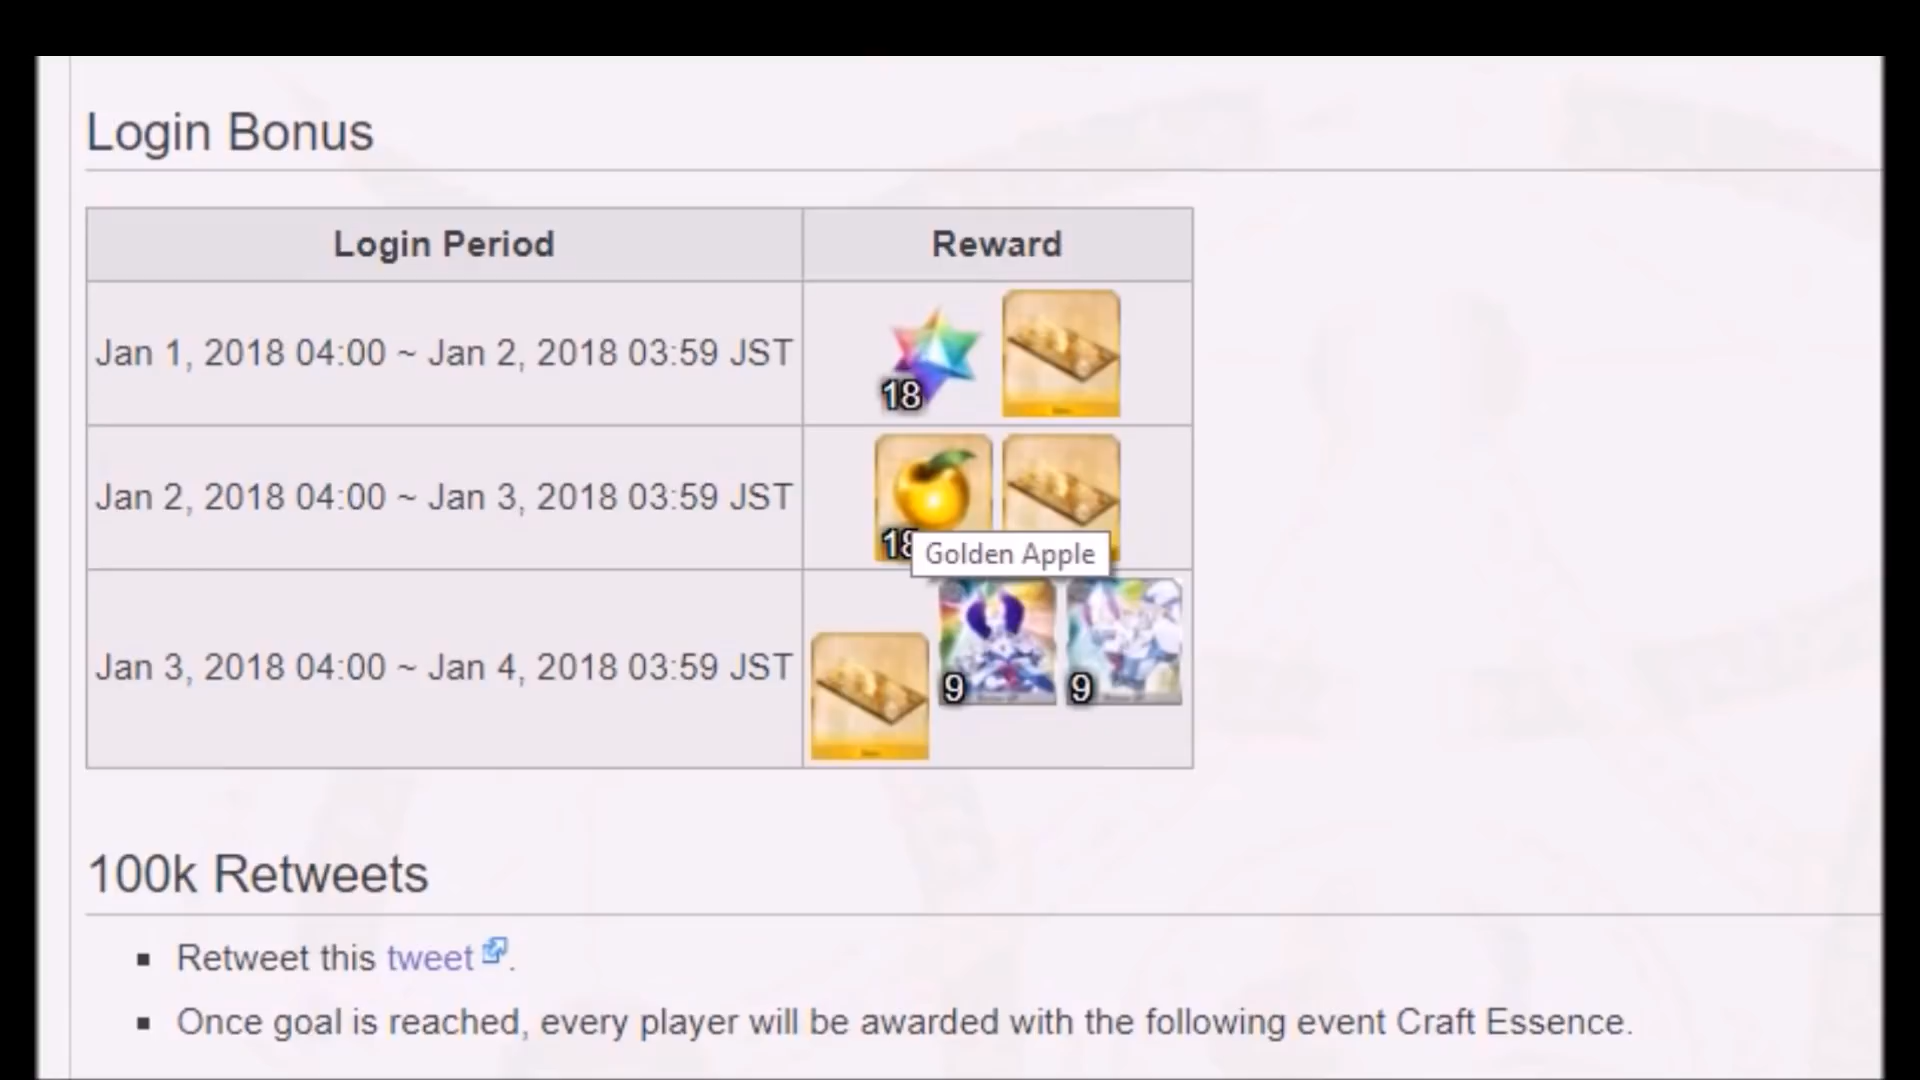 Login Bonus
Login Period Reward
Jan 1, 2018 04:00 ~ Jan 2, 2018 03:59 JST 18
Jan 2, 2018 04:00 ~ Jan 3, 2018 03:59 JST
Golden Apple
Jan 3, 2018 04:00 ~ Jan 4, 2018 03:59 JST 9 9
100k Retweets
Retweet this tweet.
Once goal is reached, every player will be awarded with the following event Craft Essence.